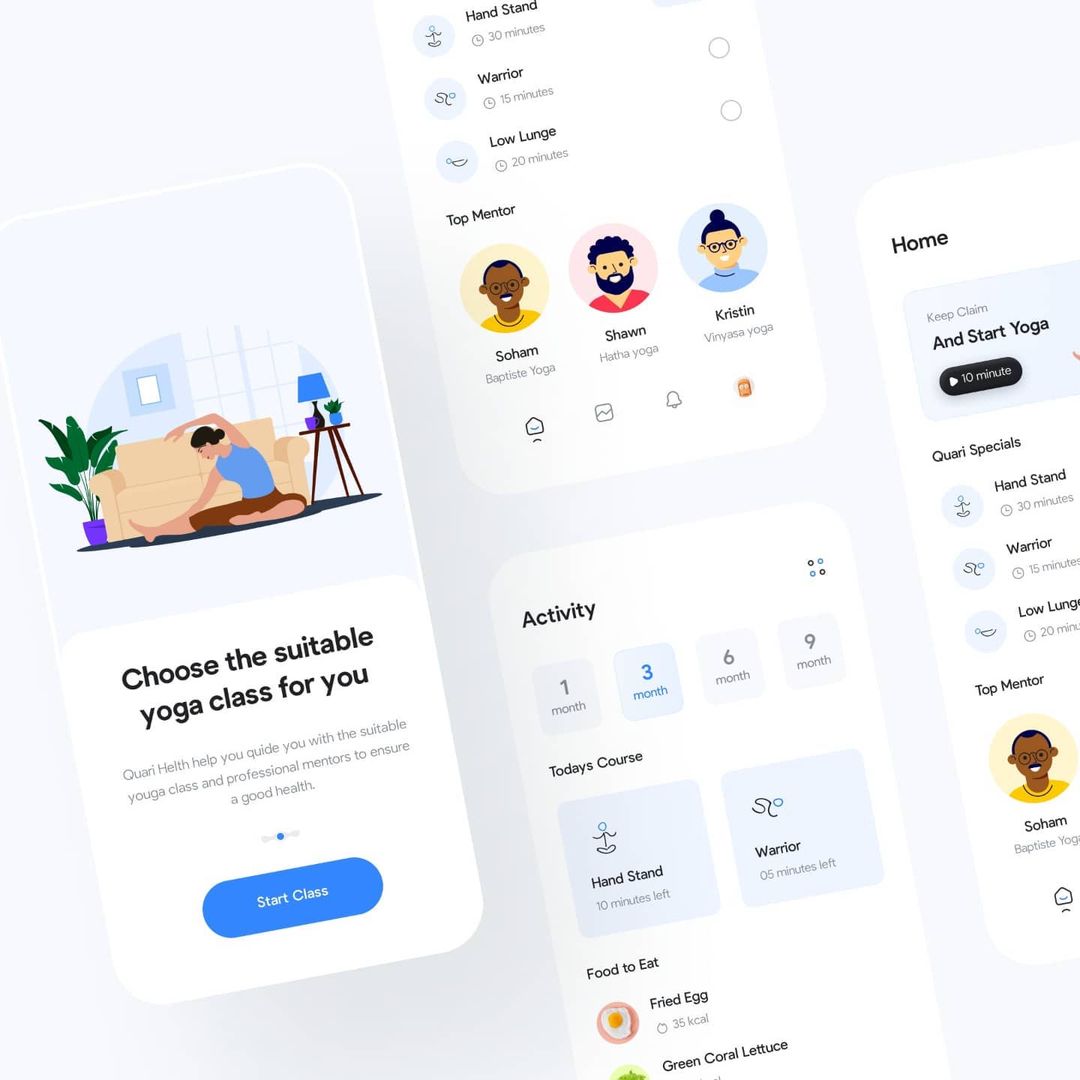 Hand Stand
30 minutes
Warrior
15 minutes
Low Lunge
20 minutes
Top Mentor
Soham
Baptiste Yoga
Shawn
Hatha yoga
Kristin
Vinyasa yoga
Choose the suitable
yoga class for you
Quari Helth help you quide you with the suitable
youga class and professional mentors to ensure
a good health.
Start Class
Activity
1
month
3
month
6
month
9
month
Todays Course
Hand Stand
10 minutes left
Warrior
05 minutes left
Food to Eat
Fried Egg
35 kcal
Green Coral Lettuce
Home
Keep Claim
And Start Yoga
10 minute
Quari Specials
Hand Stand
30 minutes
Warrior
15 minutes
Low Lunge
20 minu
Top Mentor
Soham
Baptiste Yoga